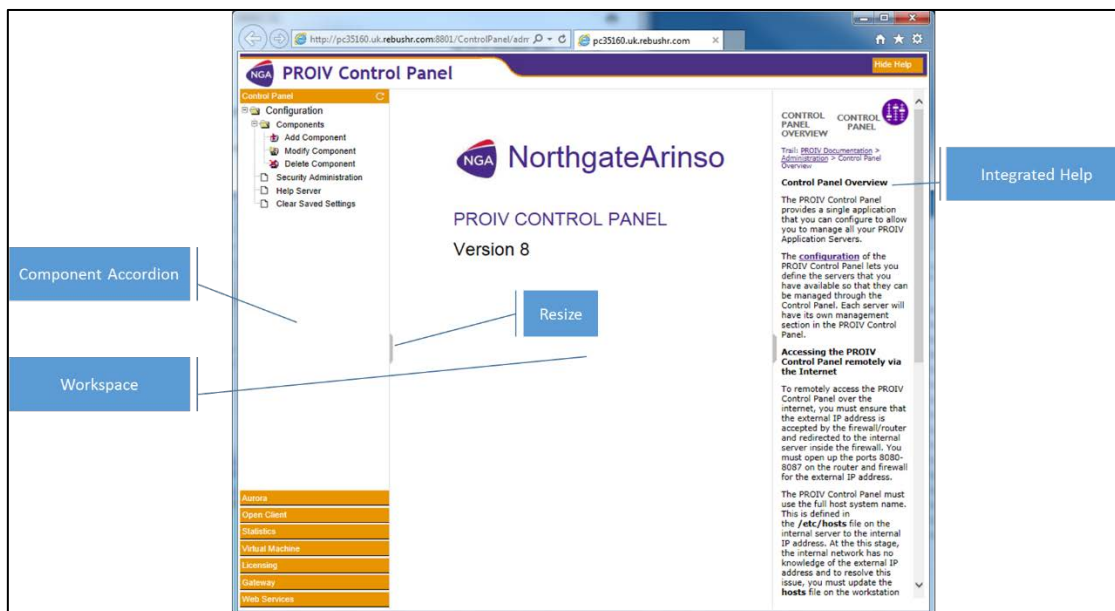 http://pc35160.uk.rebushr.com:8801/ControlPanel/adm
pc35160.uk.rebushr.com
NGA PROIV Control Panel
Hide Help
Control Panel
Configuration
Components
Add Component
Modify Component
Delete Component
Security Administration
Help Server
Clear Saved Settings
Aurora
Open Client
Statistics
Virtual Machine
Licensing
Gateway
Web Services
NGA NorthgateArinso
PROIV CONTROL PANEL
Version 8
Component Accordion
Workspace
Resize
Integrated Help
CONTROL
PANEL
OVERVIEW
CONTROL
PANEL
Trail: PROIV Documentation >
Administration > Control Panel
Overview
Control Panel Overview
The PROIV Control Panel
provides a single application
that you can configure to allow
you to manage all your PROIV
Application Servers.
The configuration of the
PROIV Control Panel lets you
define the servers that you
have available so that they can
be managed through the
Control Panel. Each server will
have its own management
section in the PROIV Control
Panel.
Accessing the PROIV
Control Panel remotely via
the Internet
To remotely access the PROIV
Control Panel over the
internet, you must ensure that
the external IP address is
accepted by the firewall/router
and redirected to the internal
server inside the firewall. You
must open up the ports 8080-
8087 on the router and firewall
for the external IP address.
The PROIV Control Panel must
use the full host system name.
This is defined in
the /etc/hosts file on the
internal server to the internal
IP address. At the this stage,
the internal network has no
knowledge of the external IP
address and to resolve this
issue, you must update the
hosts file on the workstation